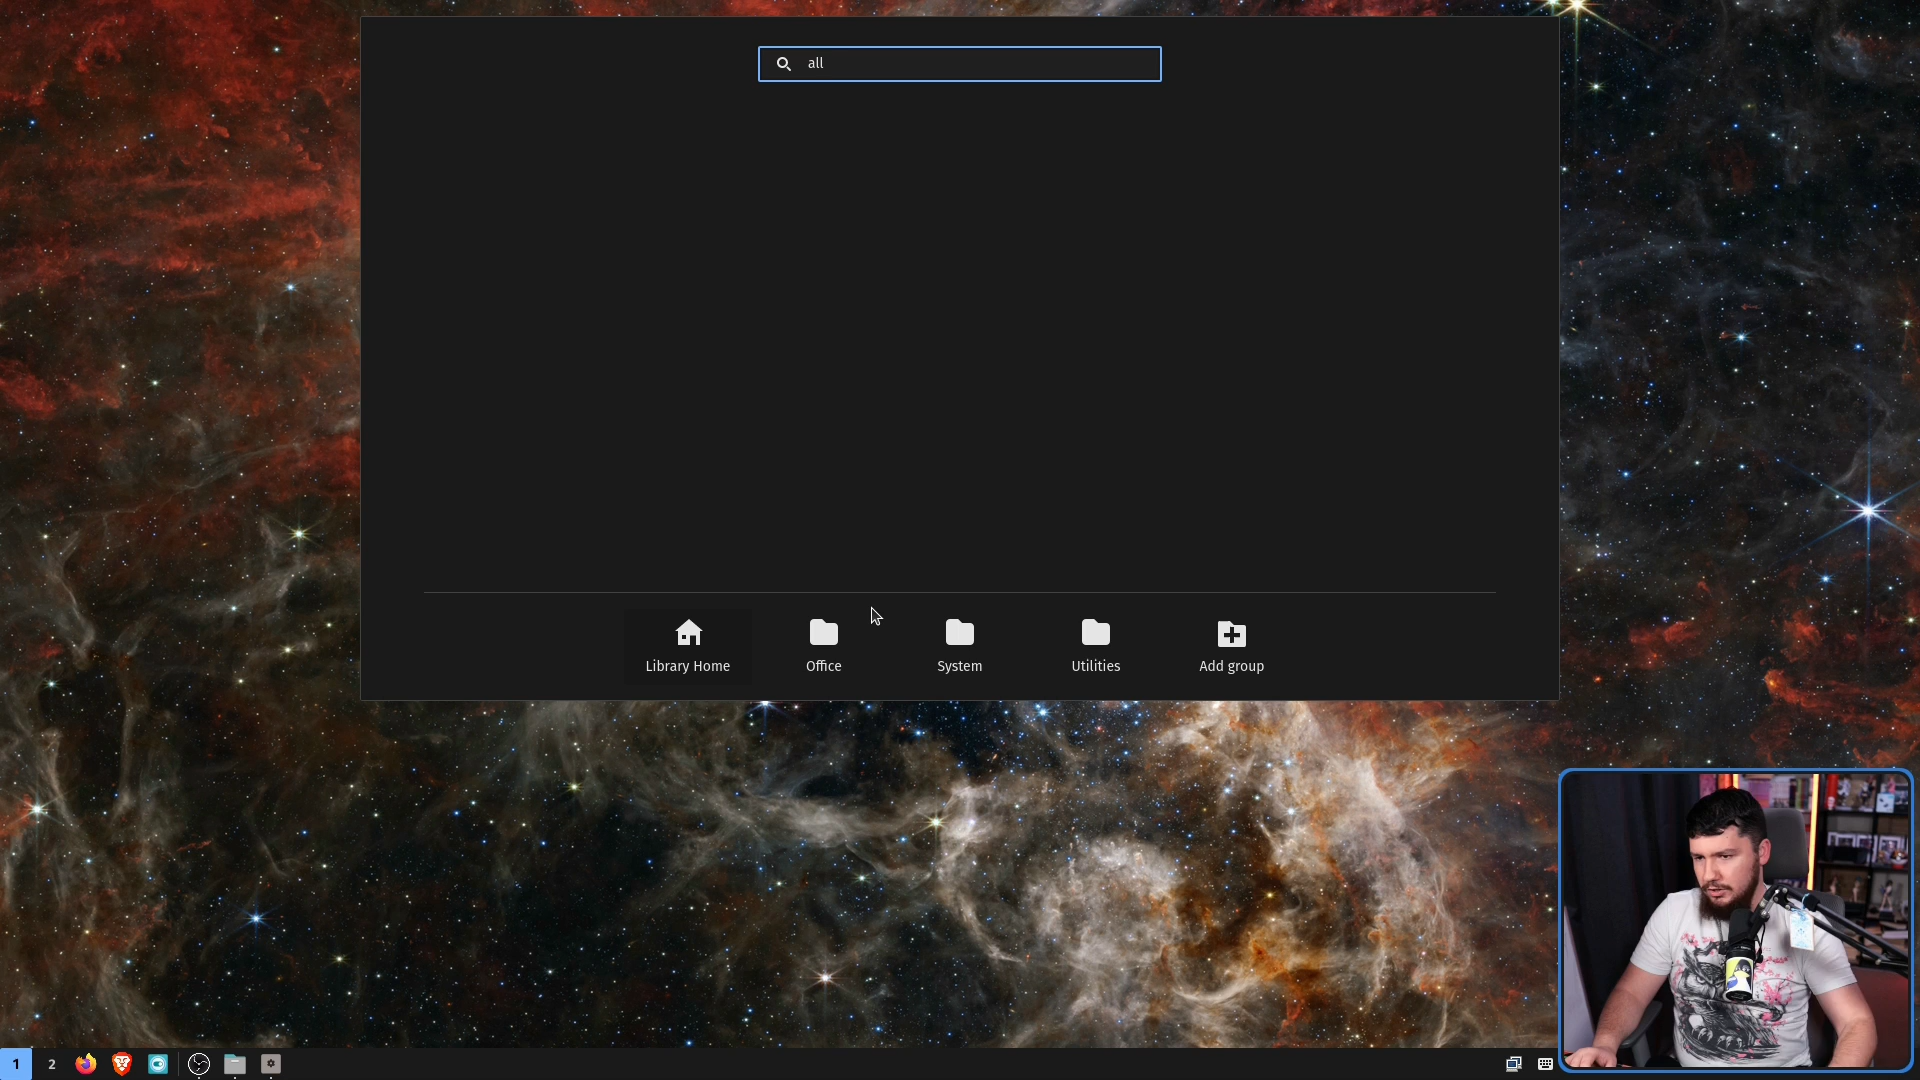 all
Library Home
Office
System
Utilities
Add group
1
2